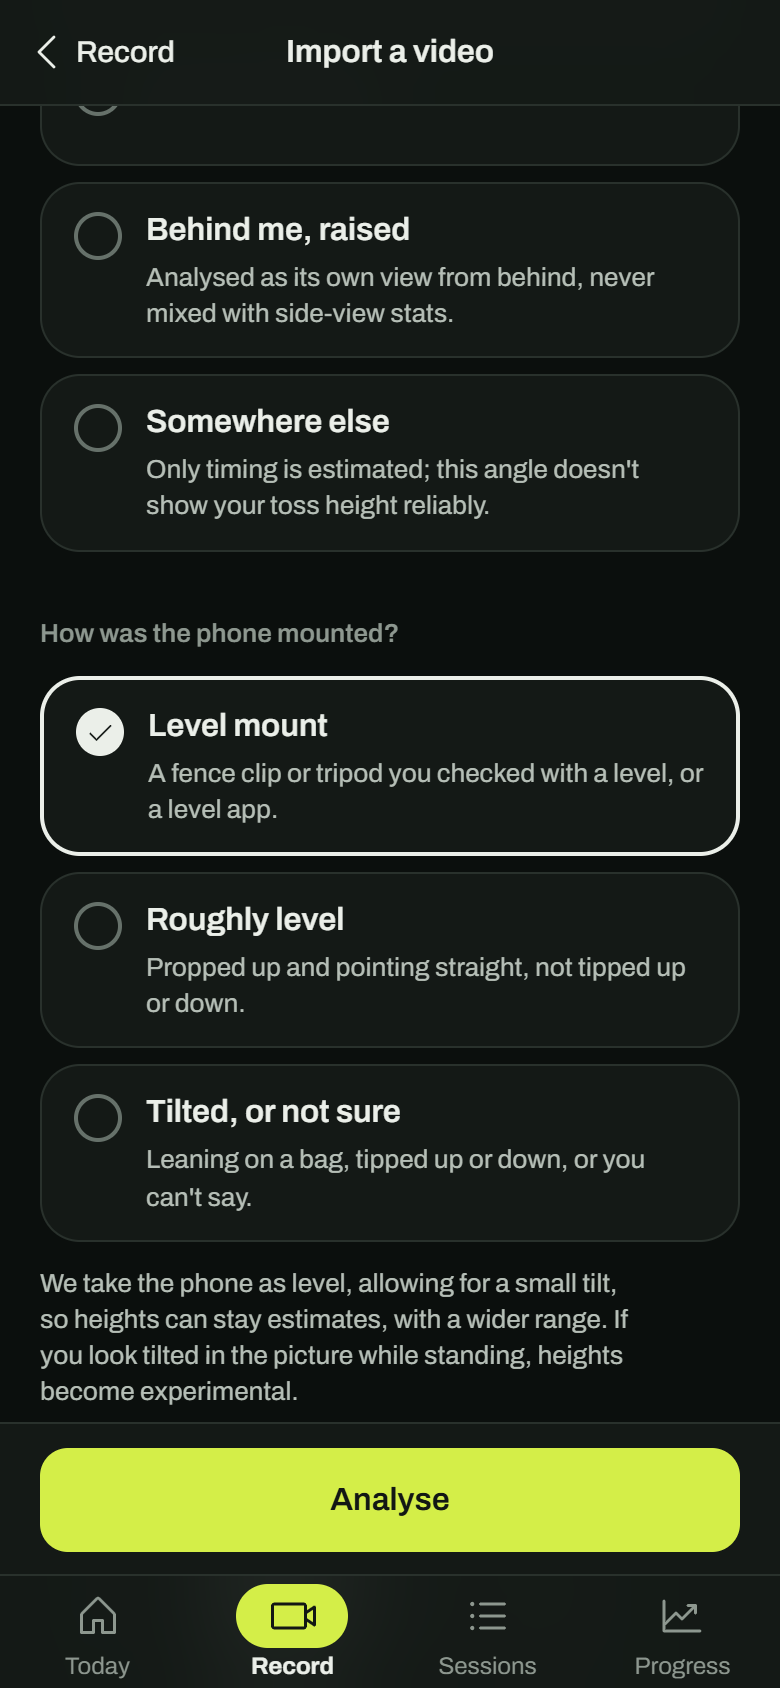 Record
Import a video
Behind me, raised
Analysed as its own view from behind, never
mixed with side-view stats.
Somewhere else
Only timing is estimated; this angle doesn't
show your toss height reliably.
How was the phone mounted?
Level mount
A fence clip or tripod you checked with a level, or
a level app.
Roughly level
Propped up and pointing straight, not tipped up
or down.
Tilted, or not sure
Leaning on a bag, tipped up or down, or you
can't say.
We take the phone as level, allowing for a small tilt,
so heights can stay estimates, with a wider range. If
you look tilted in the picture while standing, heights
become experimental.
Analyse
Today
Record
Sessions
Progress